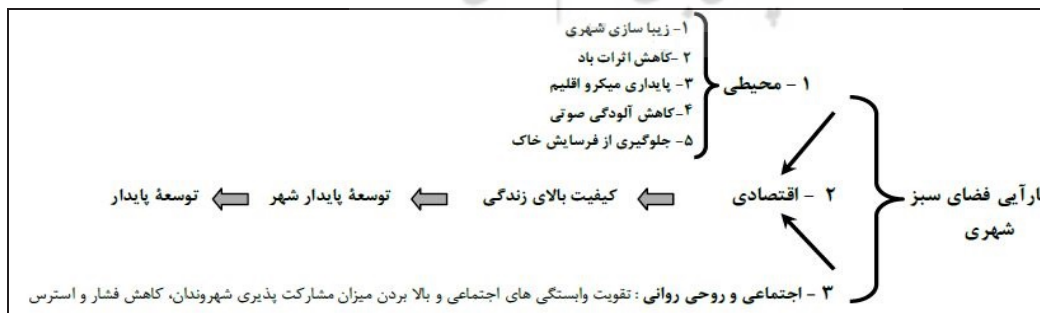 ۱- زیبا سازی شهری
۲ -کاهش اثرات باد
۳- پایداری میکرو اقلیم
۴-کاهش آلودگی صوتی
۵- جلوگیری از فرسایش خاک
۱ - محیطی
ارآیی فضای سبز
شهری
۲ - اقتصادی
کیفیت بالای زندگی
توسعۀ پایدار شهر
توسعۀ پایدار
۳ - اجتماعی و روحی روانی : تقویت وابستگی های اجتماعی و بالا بردن میزان مشارکت پذیری شهروندان، کاهش فشار و استرس